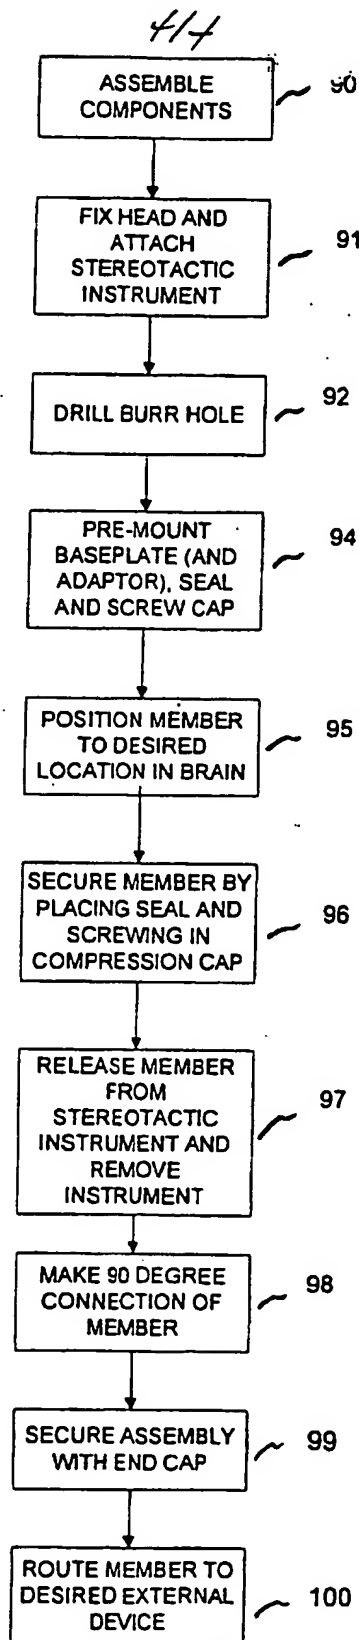 4/4
ASSEMBLE
COMPONENTS
90
FIX HEAD AND
ATTACH
STEREOTACTIC
INSTRUMENT
91
DRILL BURR HOLE
92
PRE-MOUNT
BASEPLATE (AND
ADAPTOR), SEAL
AND SCREW CAP
94
POSITION MEMBER
TO DESIRED
LOCATION IN BRAIN
95
SECURE MEMBER BY
PLACING SEAL AND
SCREWING IN
COMPRESSION CAP
96
RELEASE MEMBER
FROM
STEREOTACTIC
INSTRUMENT AND
REMOVE
INSTRUMENT
97
MAKE 90 DEGREE
CONNECTION OF
MEMBER
98
SECURE ASSEMBLY
WITH END CAP
99
ROUTE MEMBER TO
DESIRED EXTERNAL
DEVICE
100